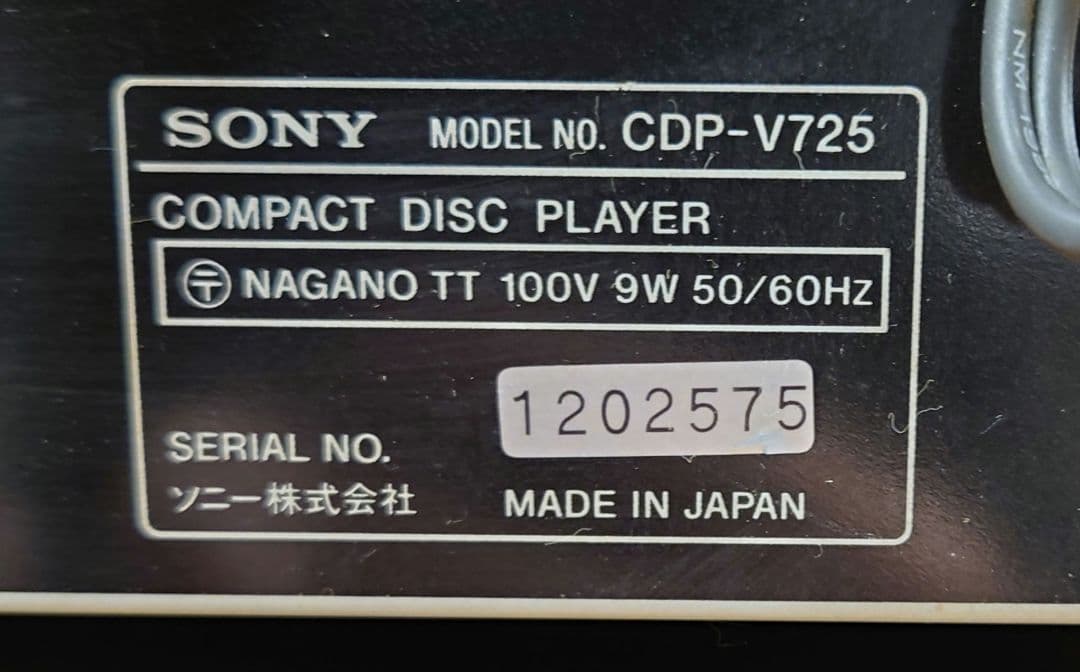 SONY MODEL NO. CDP-V725
COMPACT DISC PLAYER
〶 NAGANO TT 100V 9W 50/60HZ
1202575
SERIAL NO.
ソニー株式会社 MADE IN JAPAN